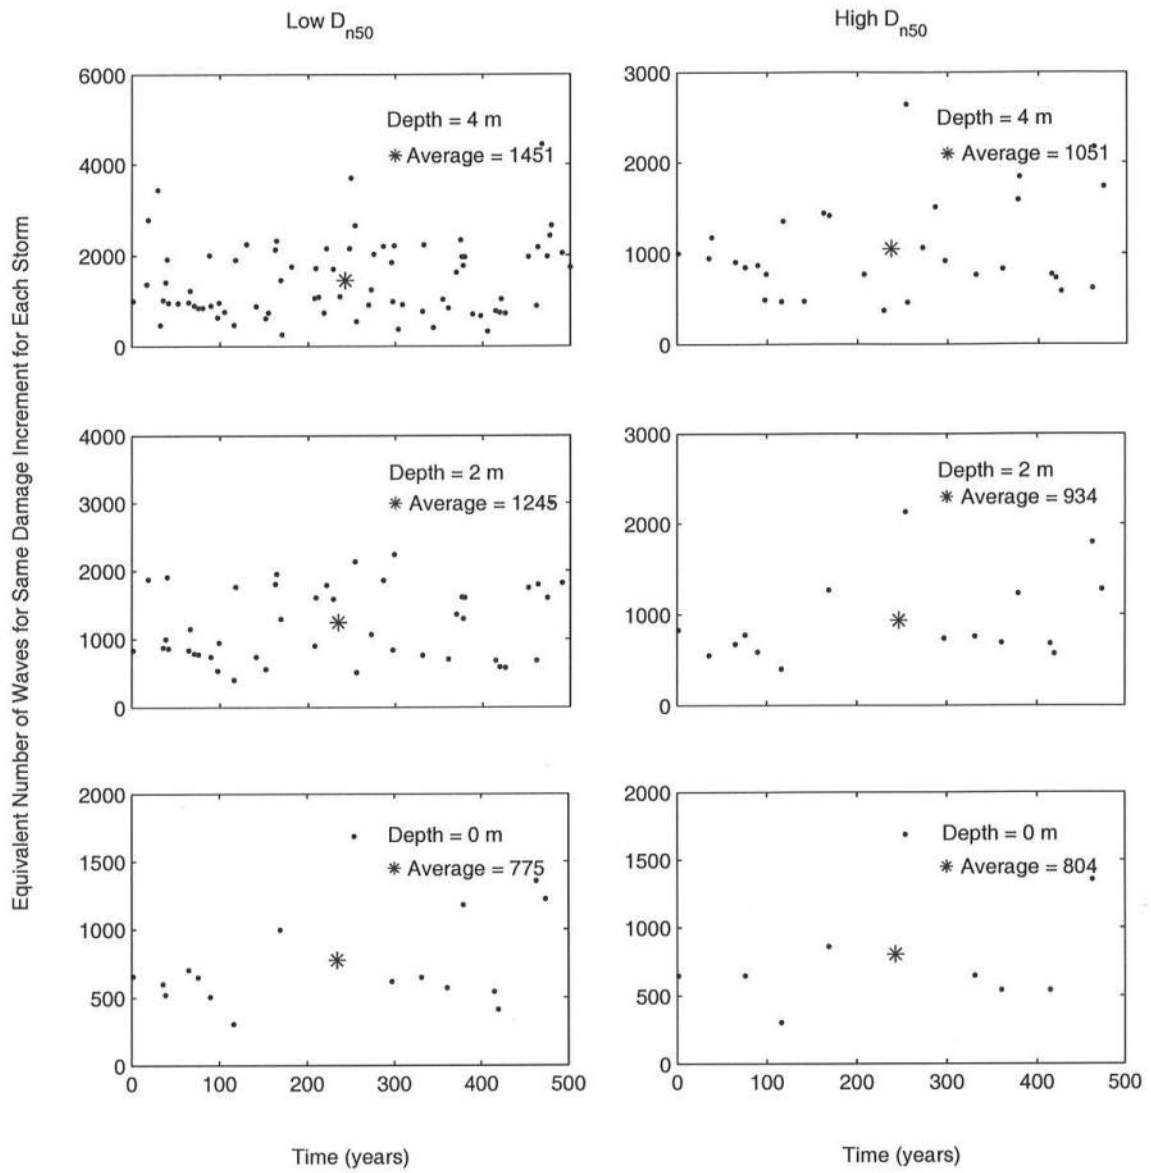 Low Dn50
High Dn50
Equivalent Number of Waves for Same Damage Increment for Each Storm
6000
4000
2000
0
Depth = 4 m
Average = 1451
3000
2000
1000
0
Depth = 4 m
Average = 1051
4000
3000
2000
1000
0
Depth = 2 m
Average = 1245
3000
2000
1000
0
Depth = 2 m
Average = 934
2000
1500
1000
500
0
Depth = 0 m
Average = 775
0 100 200 300 400 500
Time (years)
2000
1500
1000
500
0
Depth = 0 m
Average = 804
0 100 200 300 400 500
Time (years)